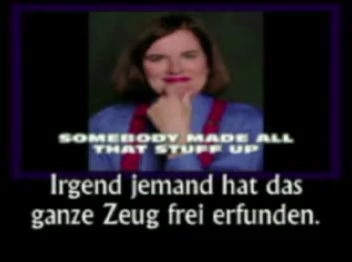 SOMEBODY MADE ALL
THAT STUFF UP
Irgend jemand hat das
ganze Zeug frei erfunden.